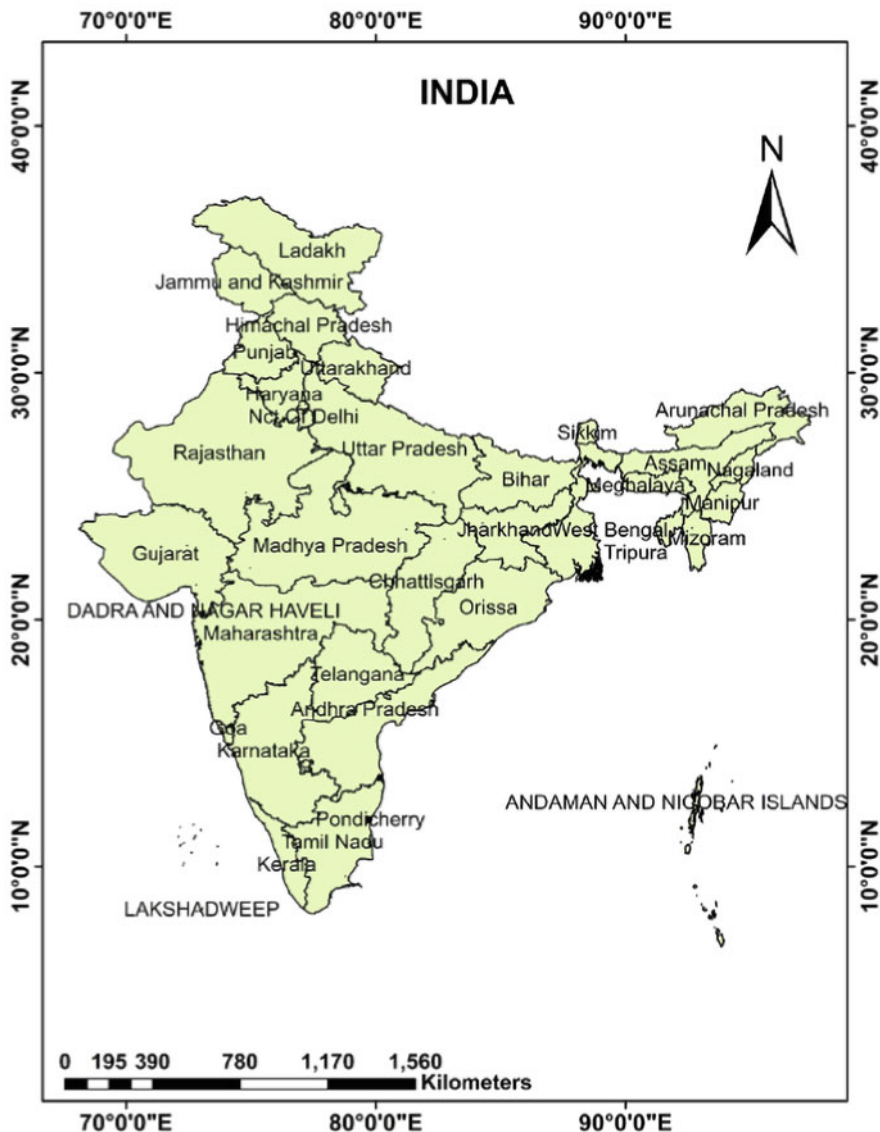 70°0'0"E 80°0'0"E 90°0'0"E
INDIA
40°0'0"N 40°0'0"N
N
Ladakh
Jammu and Kashmir
Himachal Pradesh
Punjab
Uttarakhand
30°0'0"N 30°0'0"N
Haryana
Arunachal Pradesh
Nct Of Delhi
Sikkim
Uttar Pradesh
Rajasthan
Assam
Nagaland
Bihar
Meghalaya
Manipur
Jharkhand
West Bengal
Mizoram
Tripura
Gujarat
Madhya Pradesh
Chhattisgarh
Orissa
DADRA AND NAGAR HAVELI
20°0'0"N 20°0'0"N
Maharashtra
Telangana
Andhra Pradesh
Goa
Karnataka
ANDAMAN AND NICOBAR ISLANDS
Pondicherry
Tamil Nadu
Kerala
10°0'0"N 10°0'0"N
LAKSHADWEEP
0 195 390 780 1,170 1,560
Kilometers
70°0'0"E 80°0'0"E 90°0'0"E